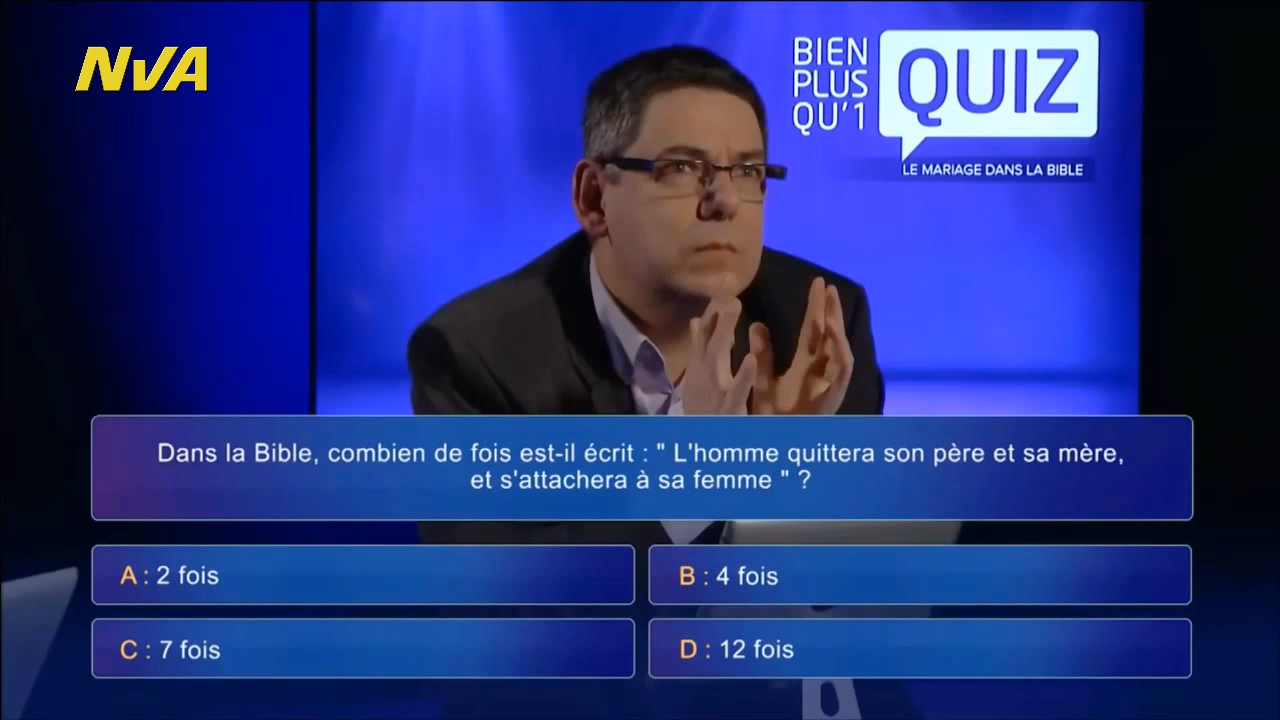 NVA
BIEN
PLUS
QU'1
QUIZ
LE MARIAGE DANS LA BIBLE
Dans la Bible, combien de fois est-il écrit : " L'homme quittera son père et sa mère,
et s'attachera à sa femme " ?
A : 2 fois
B : 4 fois
C : 7 fois
D : 12 fois